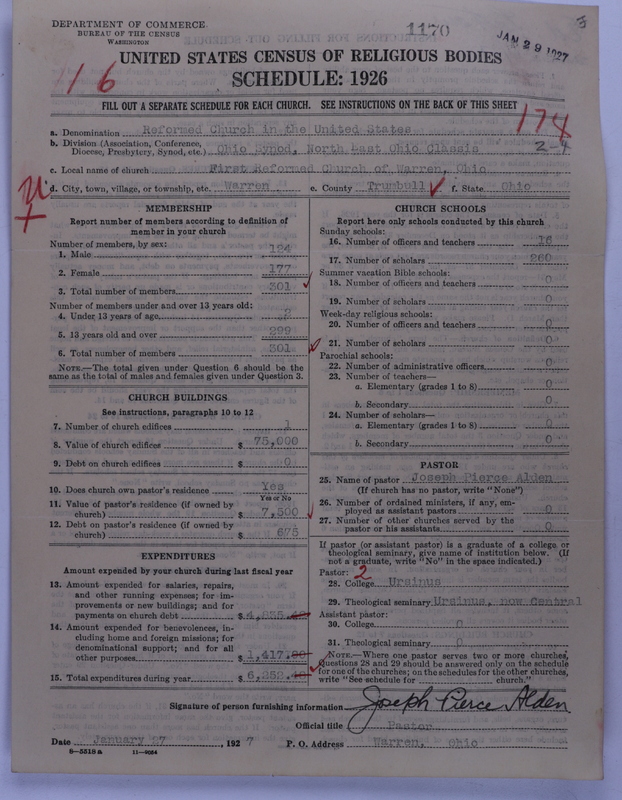 DEPARTMENT OF COMMERCE
BUREAU OF THE CENSUS
WASHINGTON
1170
JAN 29 1927
UNITED STATES CENSUS OF RELIGIOUS BODIES
SCHEDULE: 1926
116
FILL OUT A SEPARATE SCHEDULE FOR EACH CHURCH. SEE INSTRUCTIONS ON THE BACK OF THIS SHEET
174
a. Denomination Reformed Church in the United States
b. Division (Association, Conference,
Diocese, Presbytery, Synod, etc.) Ohio Synod, North East Ohio Classis
2-4
c. Local name of church First Reformed Church of Warren, Ohio
d. City, town, village, or township, etc. Warren e. County Trumbull f. State Ohio
MEMBERSHIP
Report number of members according to definition of
member in your church
Number of members, by sex:
1. Male 124
2. Female 177
3. Total number of members 301
Number of members under and over 13 years old:
4. Under 13 years of age 2
5. 13 years old and over 299
6. Total number of members 301
NOTE.—The total given under Question 6 should be
same as the total of males and females given under Question 3.
CHURCH BUILDINGS
See instructions, paragraphs 10 to 12
7. Number of church edifices 1
8. Value of church edifices $ 75,000
9. Debt on church edifices $ 0
10. Does church own pastor's residence Yes
Yes or No
11. Value of pastor's residence (if owned by
church) $ 7,500
12. Debt on pastor's residence (if owned by
church) $ 675
EXPENDITURES
Amount expended by your church during last fiscal year
13. Amount expended for salaries, repairs,
and other running expenses; for im-
provements or new buildings; and for
payments on church debt $ 4,835
14. Amount expended for benevolences, in-
cluding home and foreign missions; for
denominational support; and for all
other purposes $ 1,417
15. Total expenditures during year $ 6,252
CHURCH SCHOOLS
Report here only schools conducted by this church
Sunday schools:
16. Number of officers and teachers
17. Number of scholars 260
Summer vacation Bible schools:
18. Number of officers and teachers 0
19. Number of scholars 0
Week-day religious schools:
20. Number of officers and teachers 0
21. Number of scholars 0
Parochial schools:
22. Number of administrative officers 0
23. Number of teachers—
a. Elementary (grades 1 to 8) 0
b. Secondary 0
24. Number of scholars—
a. Elementary (grades 1 to 8) 0
b. Secondary 0
PASTOR
25. Name of pastor Joseph Pierce Alden
(If church has no pastor, write "None")
26. Number of ordained ministers, if any, em-
ployed as assistant pastors 0
27. Number of other churches served by the
pastor or his assistants 0
If pastor (or assistant pastor) is a graduate of a college or
theological seminary, give name of institution below. (If
not a graduate, write "No" in the space indicated.)
Pastor: 2
28. College Ursinus
29. Theological seminary Ursinus, now Central
Assistant pastor:
30. College 0
31. Theological seminary 0
NOTE.—Where one pastor serves two or more churches,
questions 28 and 29 should be answered only on the schedule
for one of the churches; on the schedules for the other churches,
write "See schedule for church."
Signature of person furnishing information Joseph Pierce Alden
Official title Pastor
Date January 27, 1927 P. O. Address Warren, Ohio
8—5518 a 11—9054